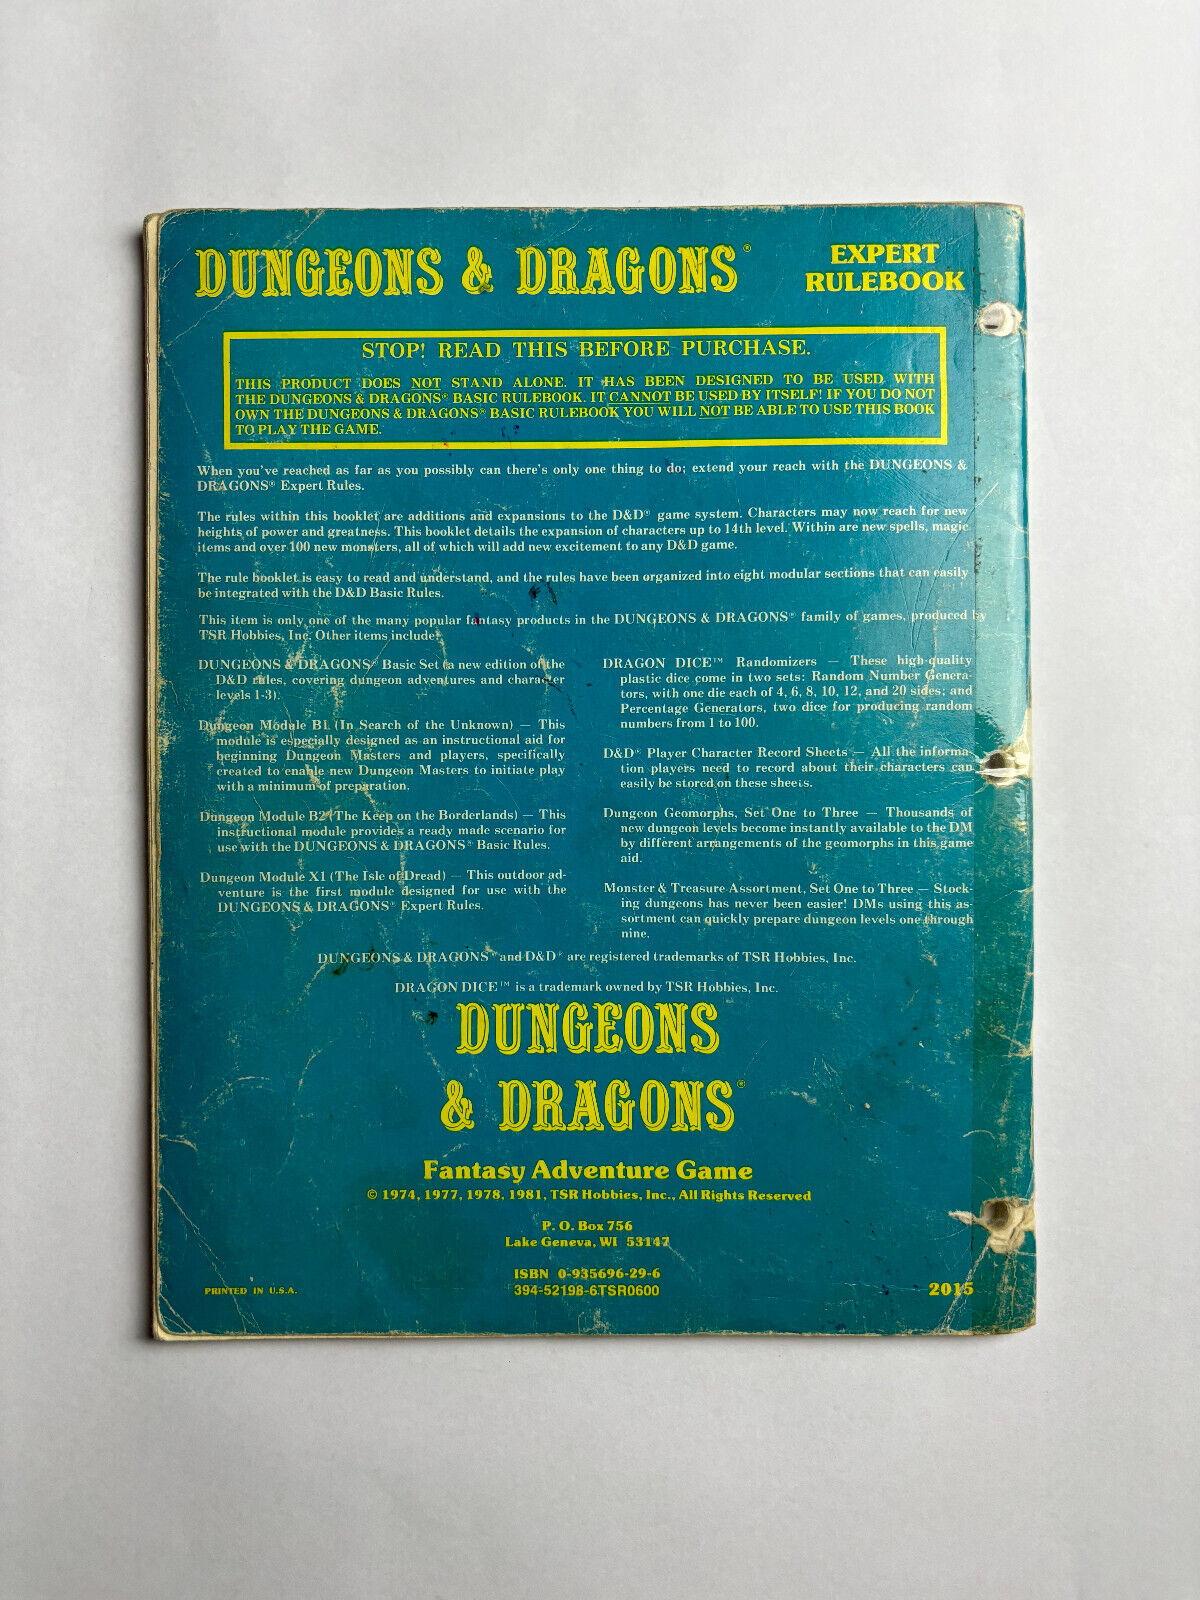 DUNGEONS & DRAGONS®
EXPERT
RULEBOOK
STOP! READ THIS BEFORE PURCHASE.
THIS PRODUCT DOES NOT STAND ALONE. IT HAS BEEN DESIGNED TO BE USED WITH
THE DUNGEONS & DRAGONS® BASIC RULEBOOK. IT CANNOT BE USED BY ITSELF! IF YOU DO NOT
OWN THE DUNGEONS & DRAGONS® BASIC RULEBOOK YOU WILL NOT BE ABLE TO USE THIS BOOK
TO PLAY THE GAME.
When you've reached as far as you possibly can there's only one thing to do; extend your reach with the DUNGEONS &
DRAGONS® Expert Rules.
The rules within this booklet are additions and expansions to the D&D® game system. Characters may now reach for new
heights of power and greatness. This booklet details the expansion of characters up to 14th level. Within are new spells, magic
items and over 100 new monsters, all of which will add new excitement to any D&D game.
The rule booklet is easy to read and understand, and the rules have been organized into eight modular sections that can easily
be integrated with the D&D Basic Rules.
This item is only one of the many popular fantasy products in the DUNGEONS & DRAGONS® family of games, produced by
TSR Hobbies, Inc. Other items include:
DUNGEONS & DRAGONS® Basic Set (a new edition of the
D&D rules, covering dungeon adventures and character
levels 1-3).
Dungeon Module B1 (In Search of the Unknown) — This
module is especially designed as an instructional aid for
beginning Dungeon Masters and players, specifically
created to enable new Dungeon Masters to initiate play
with a minimum of preparation.
Dungeon Module B2 (The Keep on the Borderlands) — This
instructional module provides a ready made scenario for
use with the DUNGEONS & DRAGONS® Basic Rules.
Dungeon Module X1 (The Isle of Dread) — This outdoor ad-
venture is the first module designed for use with the
DUNGEONS & DRAGONS® Expert Rules.
DRAGON DICE™ Randomizers — These high-quality
plastic dice come in two sets: Random Number Genera-
tors, with one die each of 4, 6, 8, 10, 12, and 20 sides; and
Percentage Generators, two dice for producing random
numbers from 1 to 100.
D&D® Player Character Record Sheets — All the informa-
tion players need to record about their characters can
easily be stored on these sheets.
Dungeon Geomorphs, Set One to Three — Thousands of
new dungeon levels become instantly available to the DM
by different arrangements of the geomorphs in this game
aid.
Monster & Treasure Assortment, Set One to Three — Stock-
ing dungeons has never been easier! DMs using this as-
sortment can quickly prepare dungeon levels one through
nine.
DUNGEONS & DRAGONS® and D&D® are registered trademarks of TSR Hobbies, Inc.
DRAGON DICE™ is a trademark owned by TSR Hobbies, Inc.
DUNGEONS
& DRAGONS®
Fantasy Adventure Game
© 1974, 1977, 1978, 1981, TSR Hobbies, Inc., All Rights Reserved
P. O. Box 756
Lake Geneva, WI 53147
ISBN 0-935696-29-6
394-52198-6TSR0600
PRINTED IN U.S.A.
2015